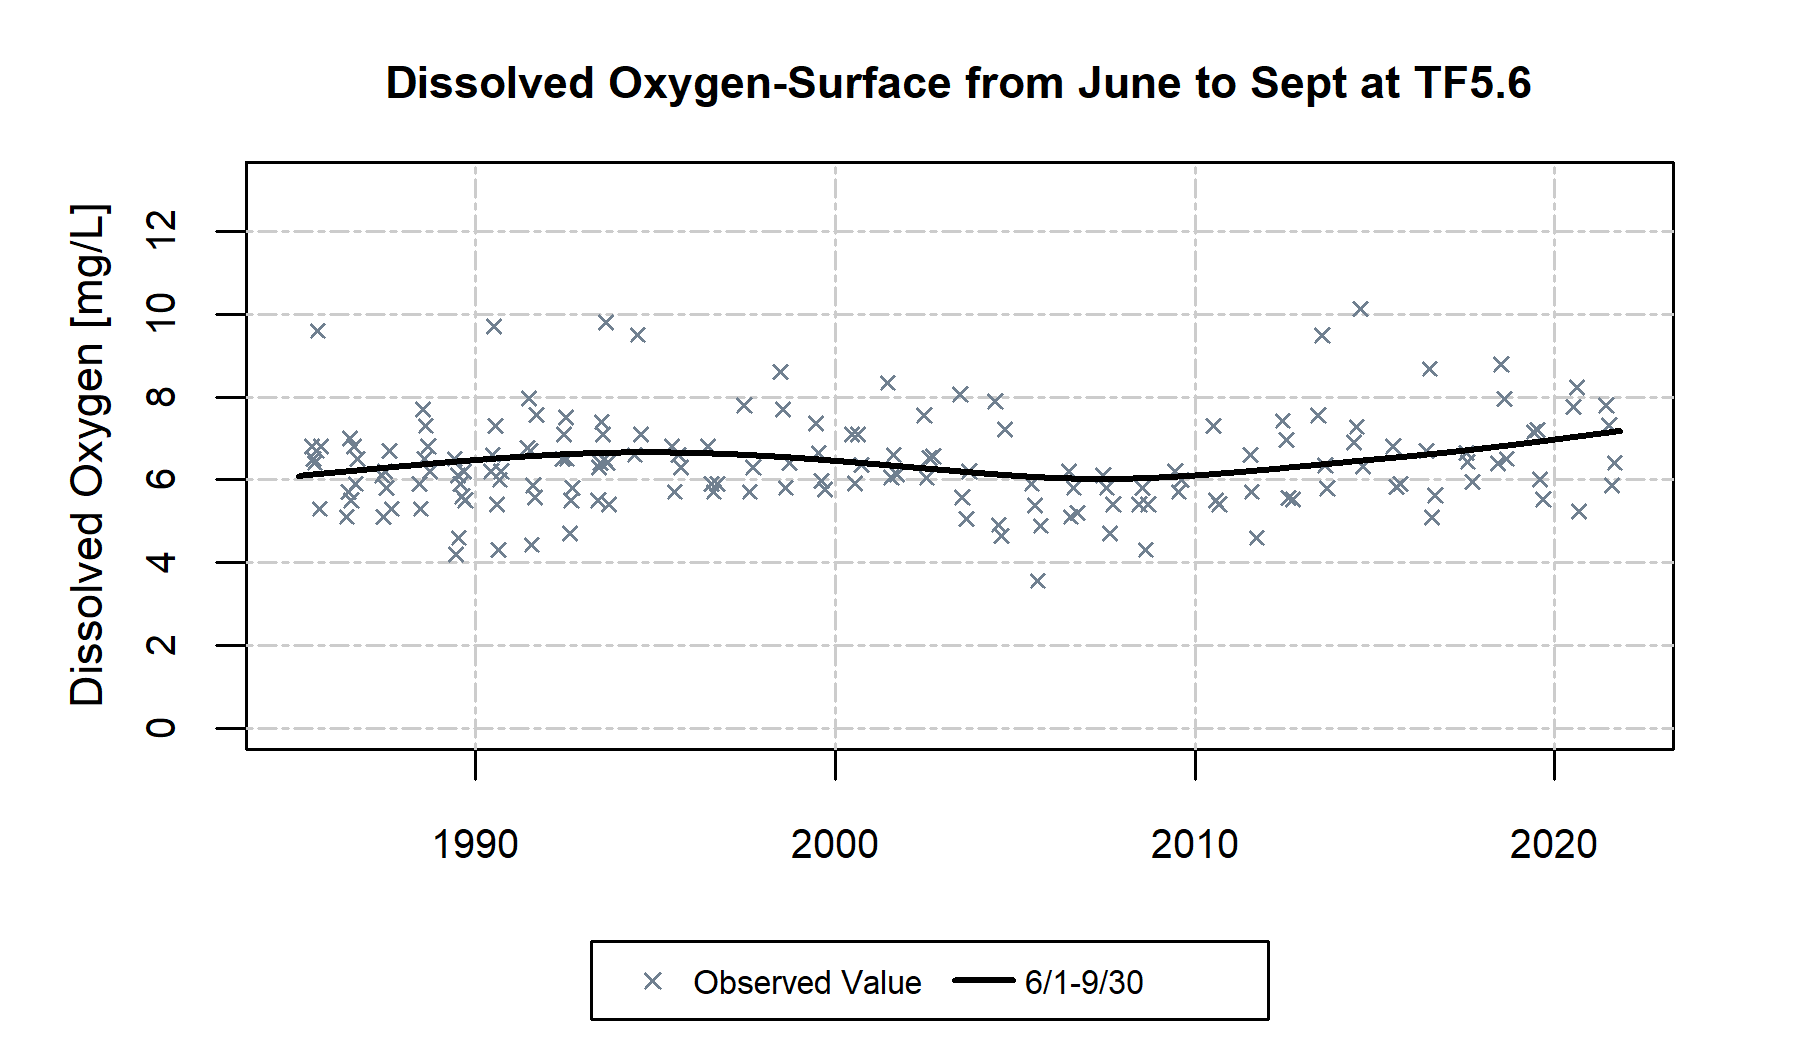 Dissolved Oxygen-Surface from June to Sept at TF5.6
Dissolved Oxygen [mg/L]
12
10
8
6
4
2
0
1990 2000 2010 2020
Observed Value 6/1-9/30